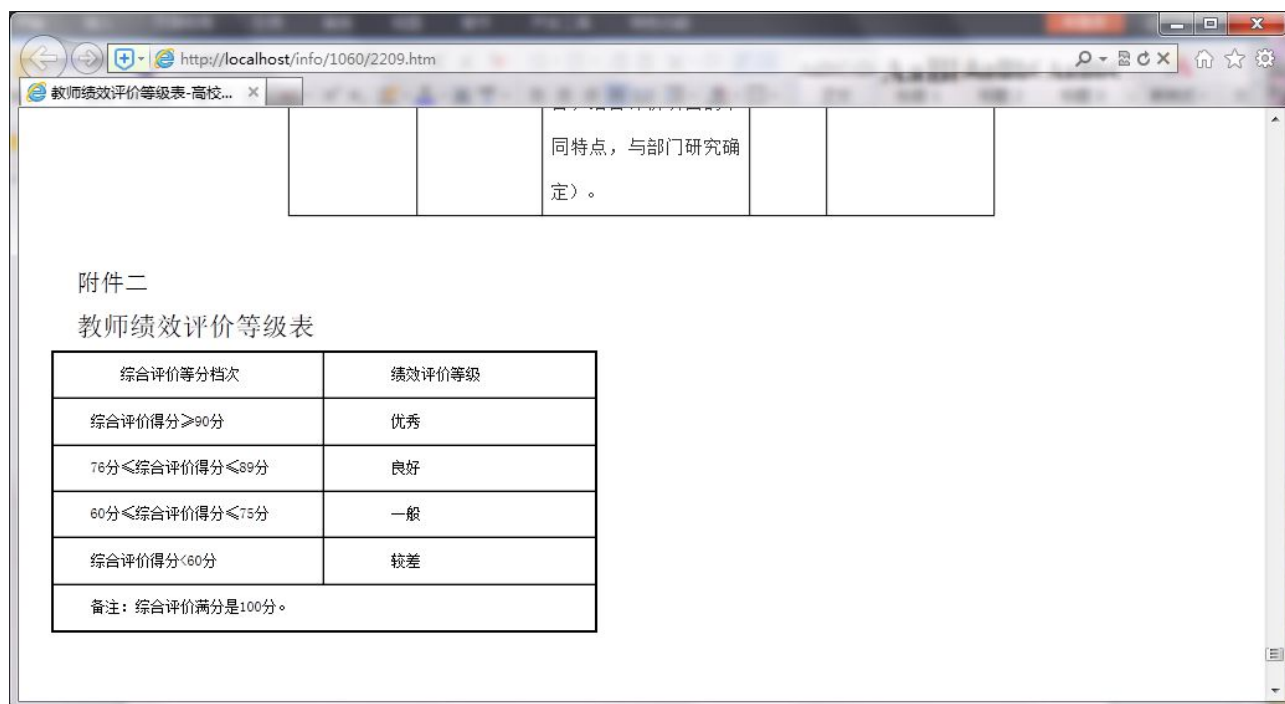 http://localhost/info/1060/2209.htm
教师绩效评价等级表-高校...
同特点，与部门研究确
定）。
附件二
教师绩效评价等级表
综合评价等分档次 绩效评价等级
综合评价得分≥90分 优秀
76分≤综合评价得分≤89分 良好
60分≤综合评价得分≤75分 一般
综合评价得分<60分 较差
备注：综合评价满分是100分。